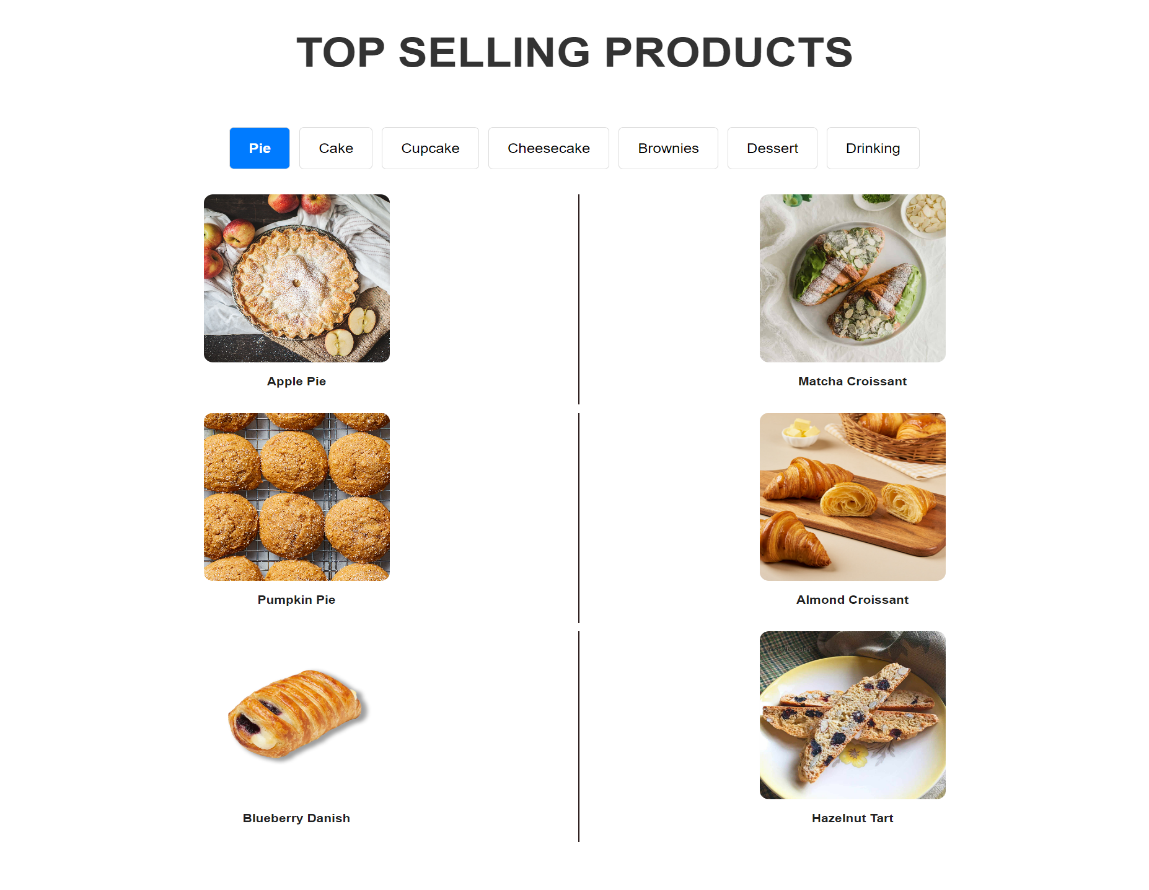 TOP SELLING PRODUCTS
Pie Cake Cupcake Cheesecake Brownies Dessert Drinking
Apple Pie Matcha Croissant
Pumpkin Pie Almond Croissant
Blueberry Danish Hazelnut Tart